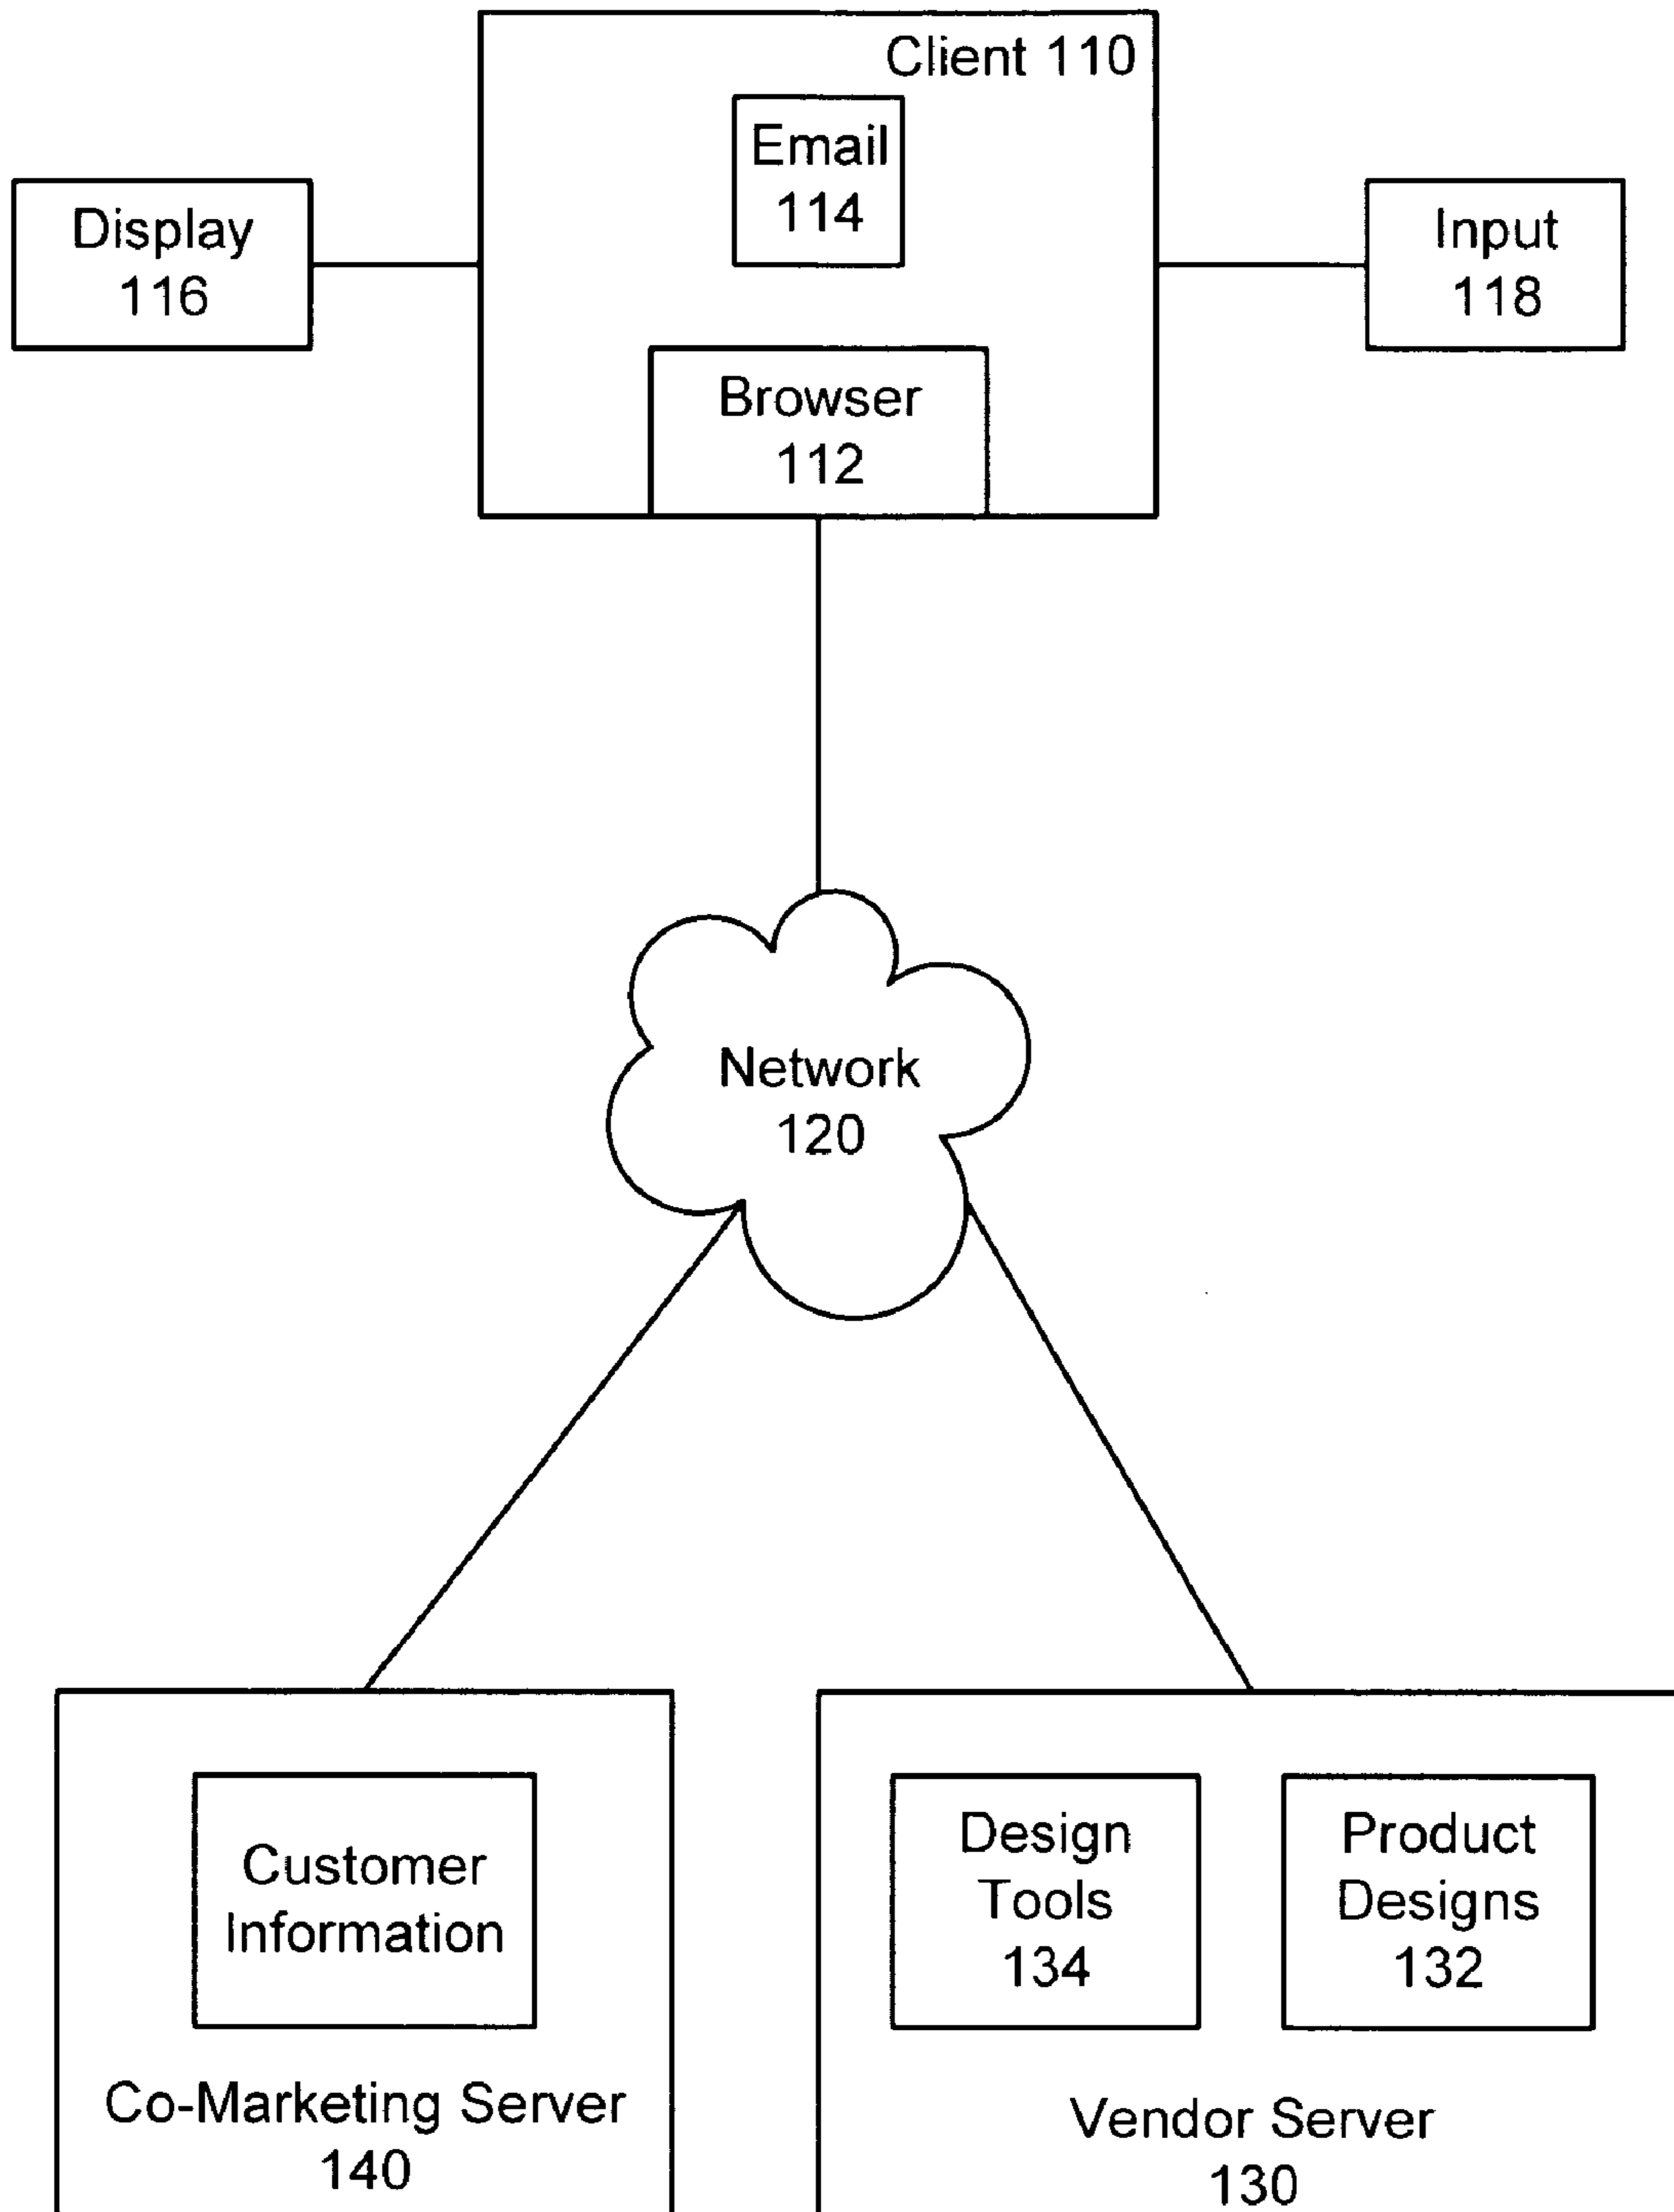 Client 110
Email
114
Display
116
Input
118
Browser
112
Network
120
Customer
Information
Co-Marketing Server
140
Design
Tools
134
Product
Designs
132
Vendor Server
130